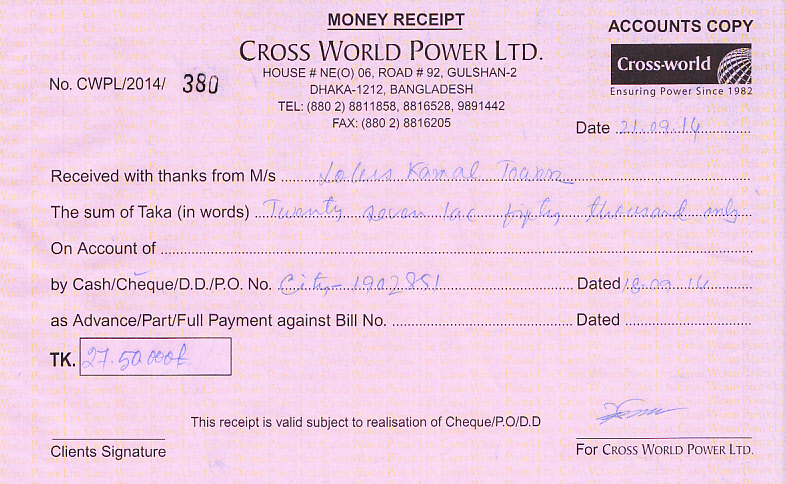 MONEY RECEIPT
ACCOUNTS COPY
CROSS WORLD POWER LTD.
Cross-world
Ensuring Power Since 1982
HOUSE # NE(O) 06, ROAD # 92, GULSHAN-2
No. CWPL/2014/ 380
DHAKA-1212, BANGLADESH
TEL: (880 2) 8811858, 8816528, 9891442
FAX: (880 2) 8816205
Date 21.09.14
Received with thanks from M/s Kamal Tower
The sum of Taka (in words) Twenty seven lac fifty thousand only
On Account of
by Cash/Cheque/D.D./P.O. No. City- 1902851 Dated 18.09.14
as Advance/Part/Full Payment against Bill No. Dated
TK. 27.50000/-
This receipt is valid subject to realisation of Cheque/P.O/D.D
Clients Signature
For CROSS WORLD POWER LTD.